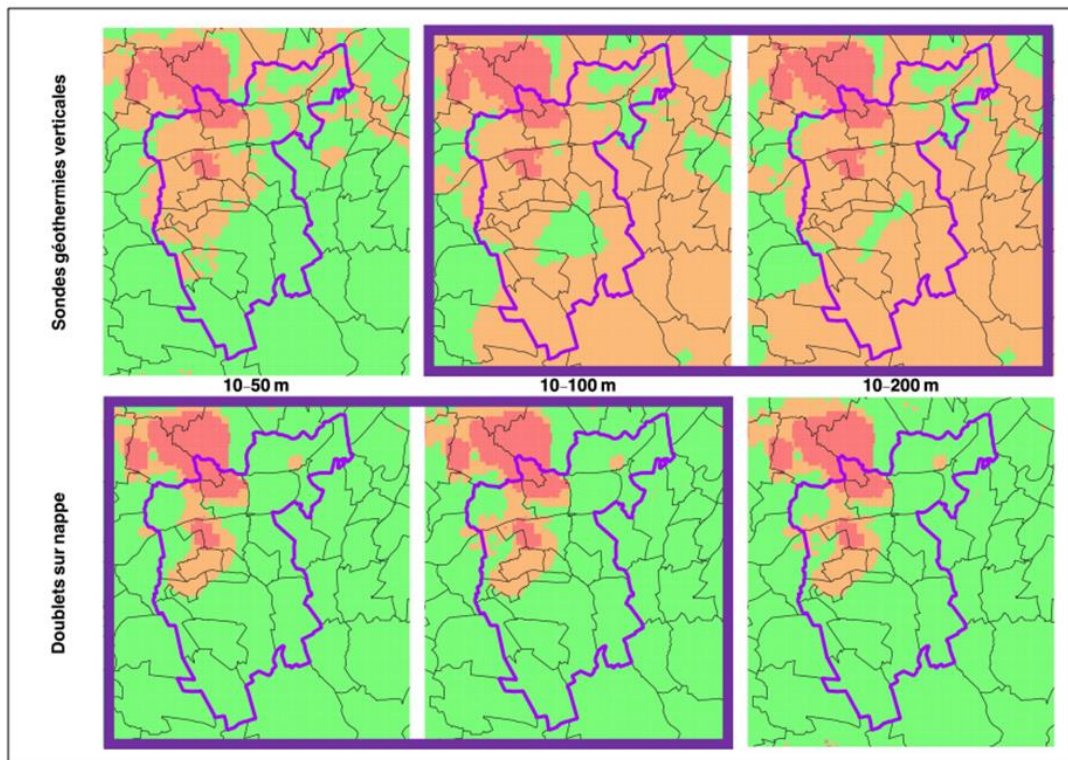 Sondes géothermies verticales
10–50 m
10–100 m
10–200 m
Doublets sur nappe